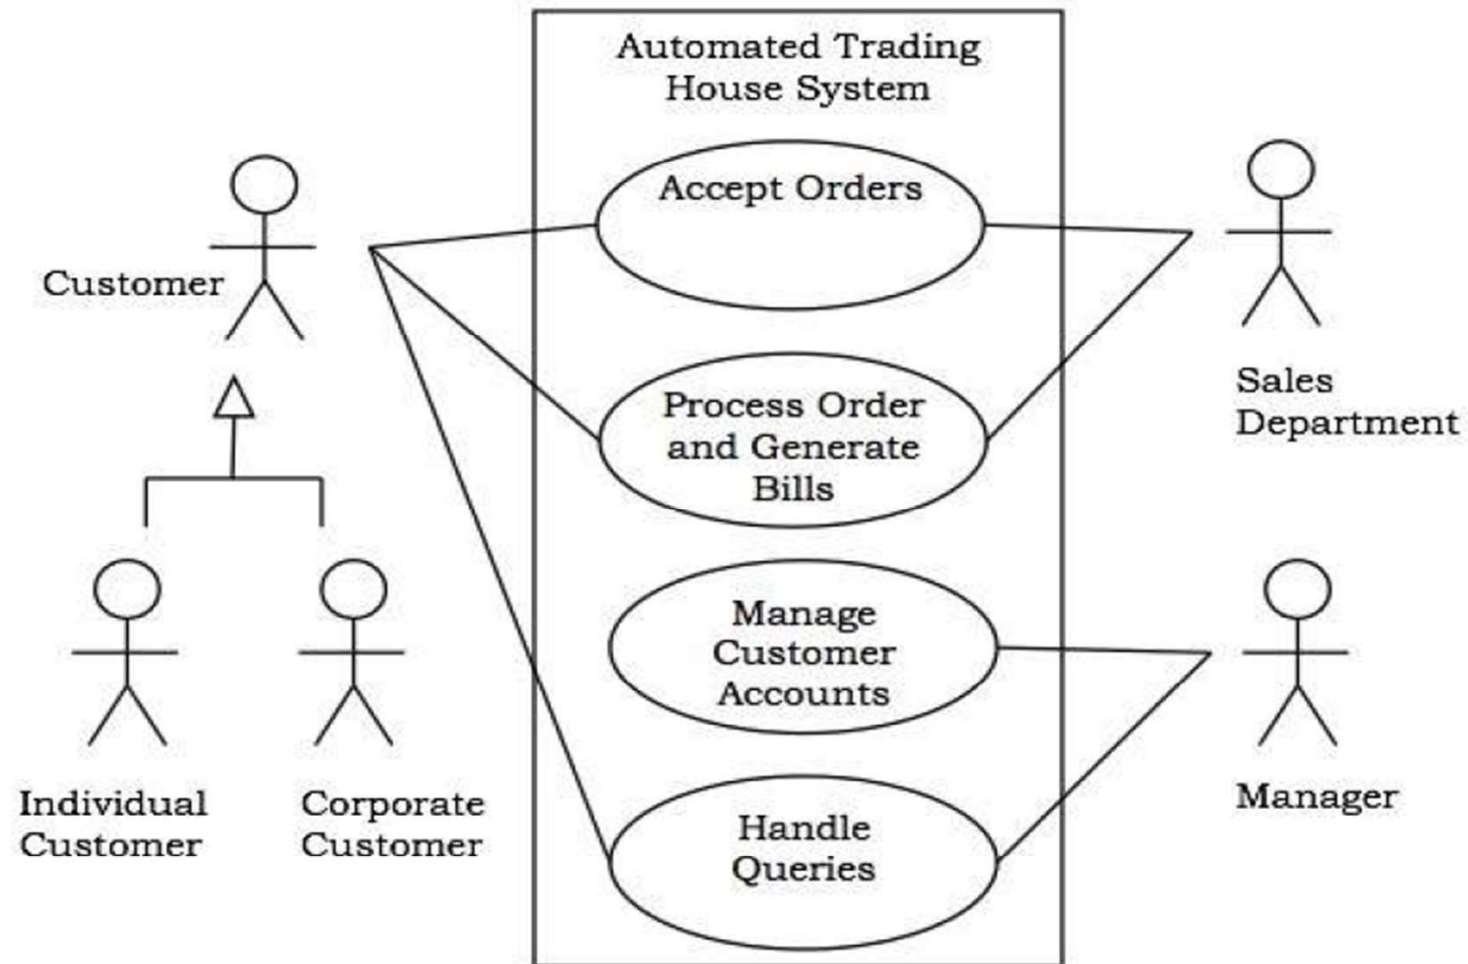 Automated Trading
House System
Accept Orders
Customer
Sales
Department
Process Order
and Generate
Bills
Manage
Customer
Accounts
Individual
Customer
Corporate
Customer
Manager
Handle
Queries